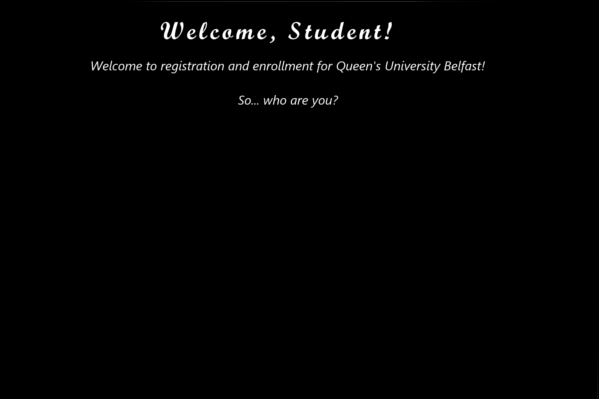 Welcome, Student!
Welcome to registration and enrollment for Queen's University Belfast!
So... who are you?